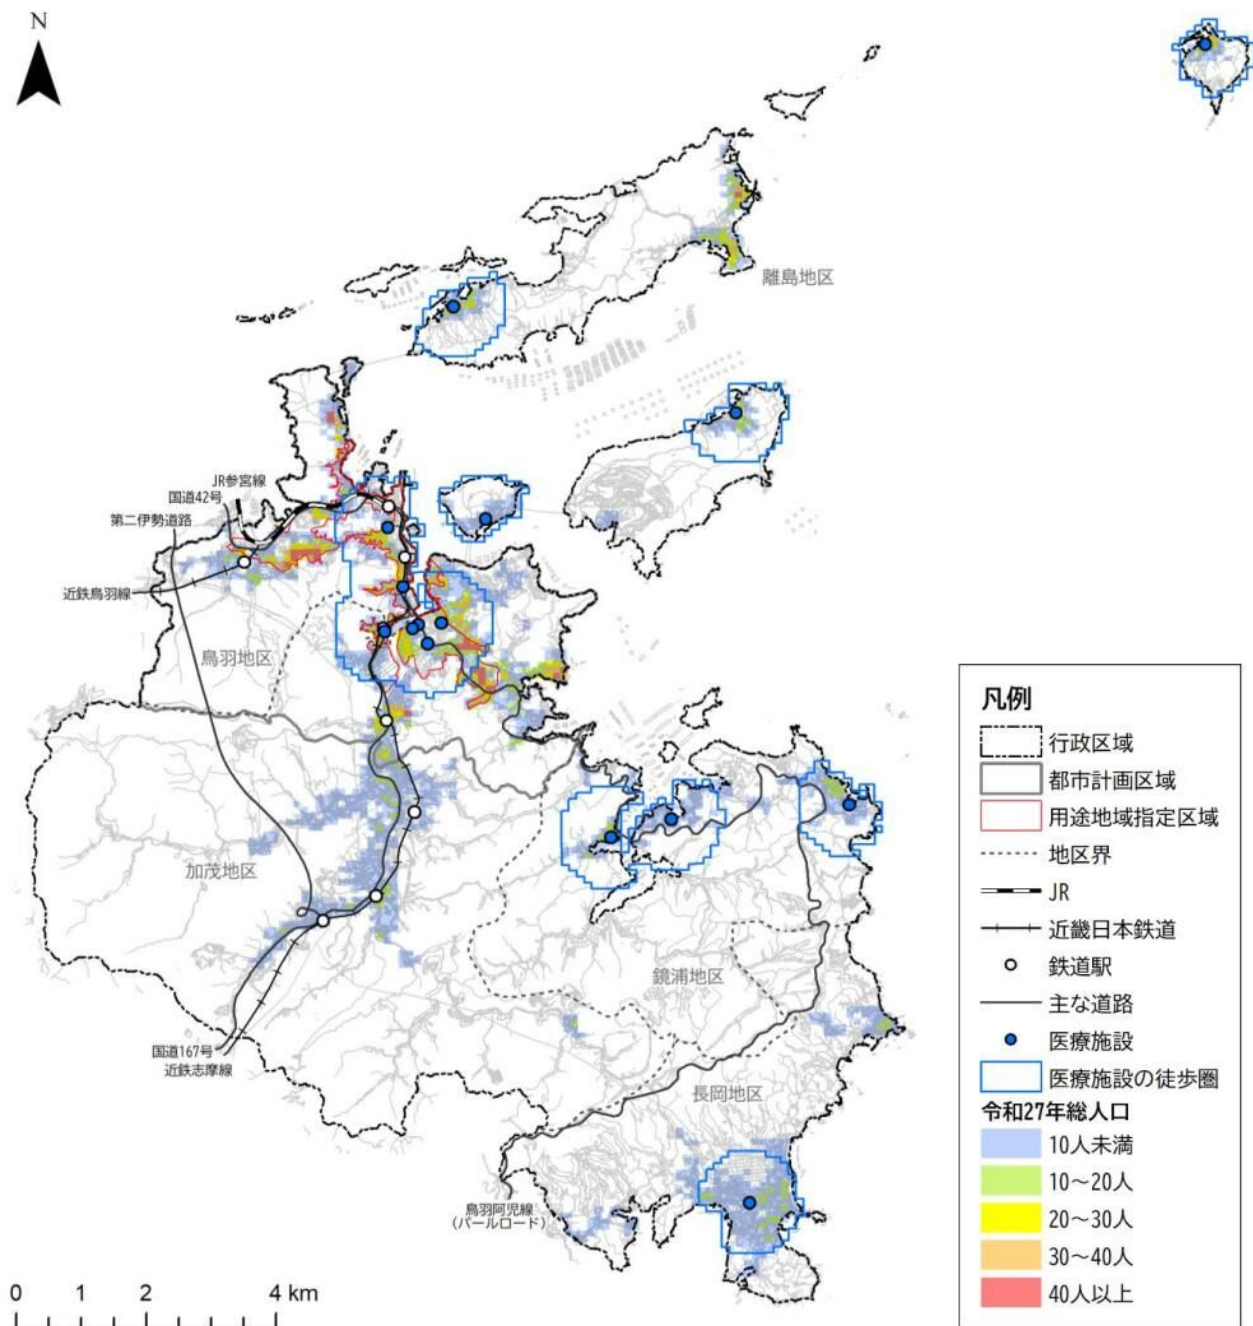 N
離島地区
JR参宮線
国道42号
第二伊勢道路
近鉄鳥羽線
鳥羽地区
加茂地区
鏡浦地区
国道167号
近鉄志摩線
長岡地区
鳥羽阿児線
(パールロード)
0 1 2 4 km
凡例
行政区域
都市計画区域
用途地域指定区域
地区界
JR
近畿日本鉄道
鉄道駅
主な道路
医療施設
医療施設の徒歩圏
令和27年総人口
10人未満
10～20人
20～30人
30～40人
40人以上